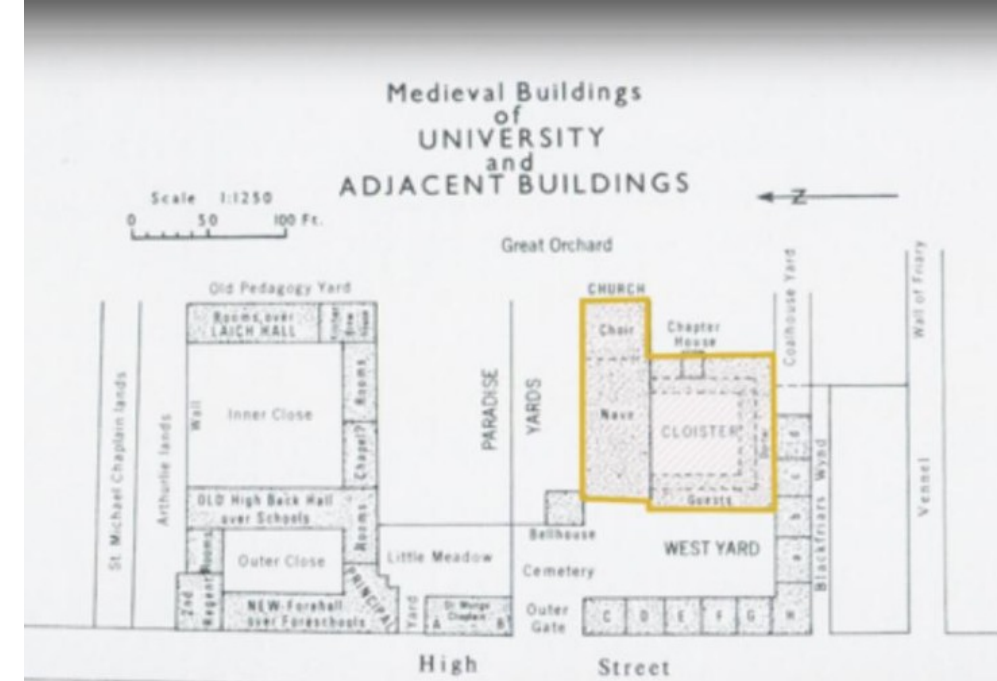 Medieval Buildings
of
UNIVERSITY
and
ADJACENT BUILDINGS
Scale 1:1250
0 50 100 Ft.
N
Great Orchard
Old Pedagogy Yard
CHURCH
Rooms over
LAICH HALL
Choir
Chapter
House
Coalhouse Yard
Wall of Friary
St. Michael Chaplain lands
Arthurlie lands
Wall
Inner Close
Rooms
Chapel?
PARADISE
YARDS
Nave
CLOISTER
Dorter
Guests
d
c
b
a
Blackfriars Wynd
Vennel
OLD High Back Hall
over Schools
Rooms
Bellhouse
WEST YARD
Rooms
Outer Close
Little Meadow
Cemetery
2nd
Regent
NEW Forehall
over Foreschools
PRINCIPAL
Yard
A
Chaplain
B
Outer
Gate
C D E F G H
High Street